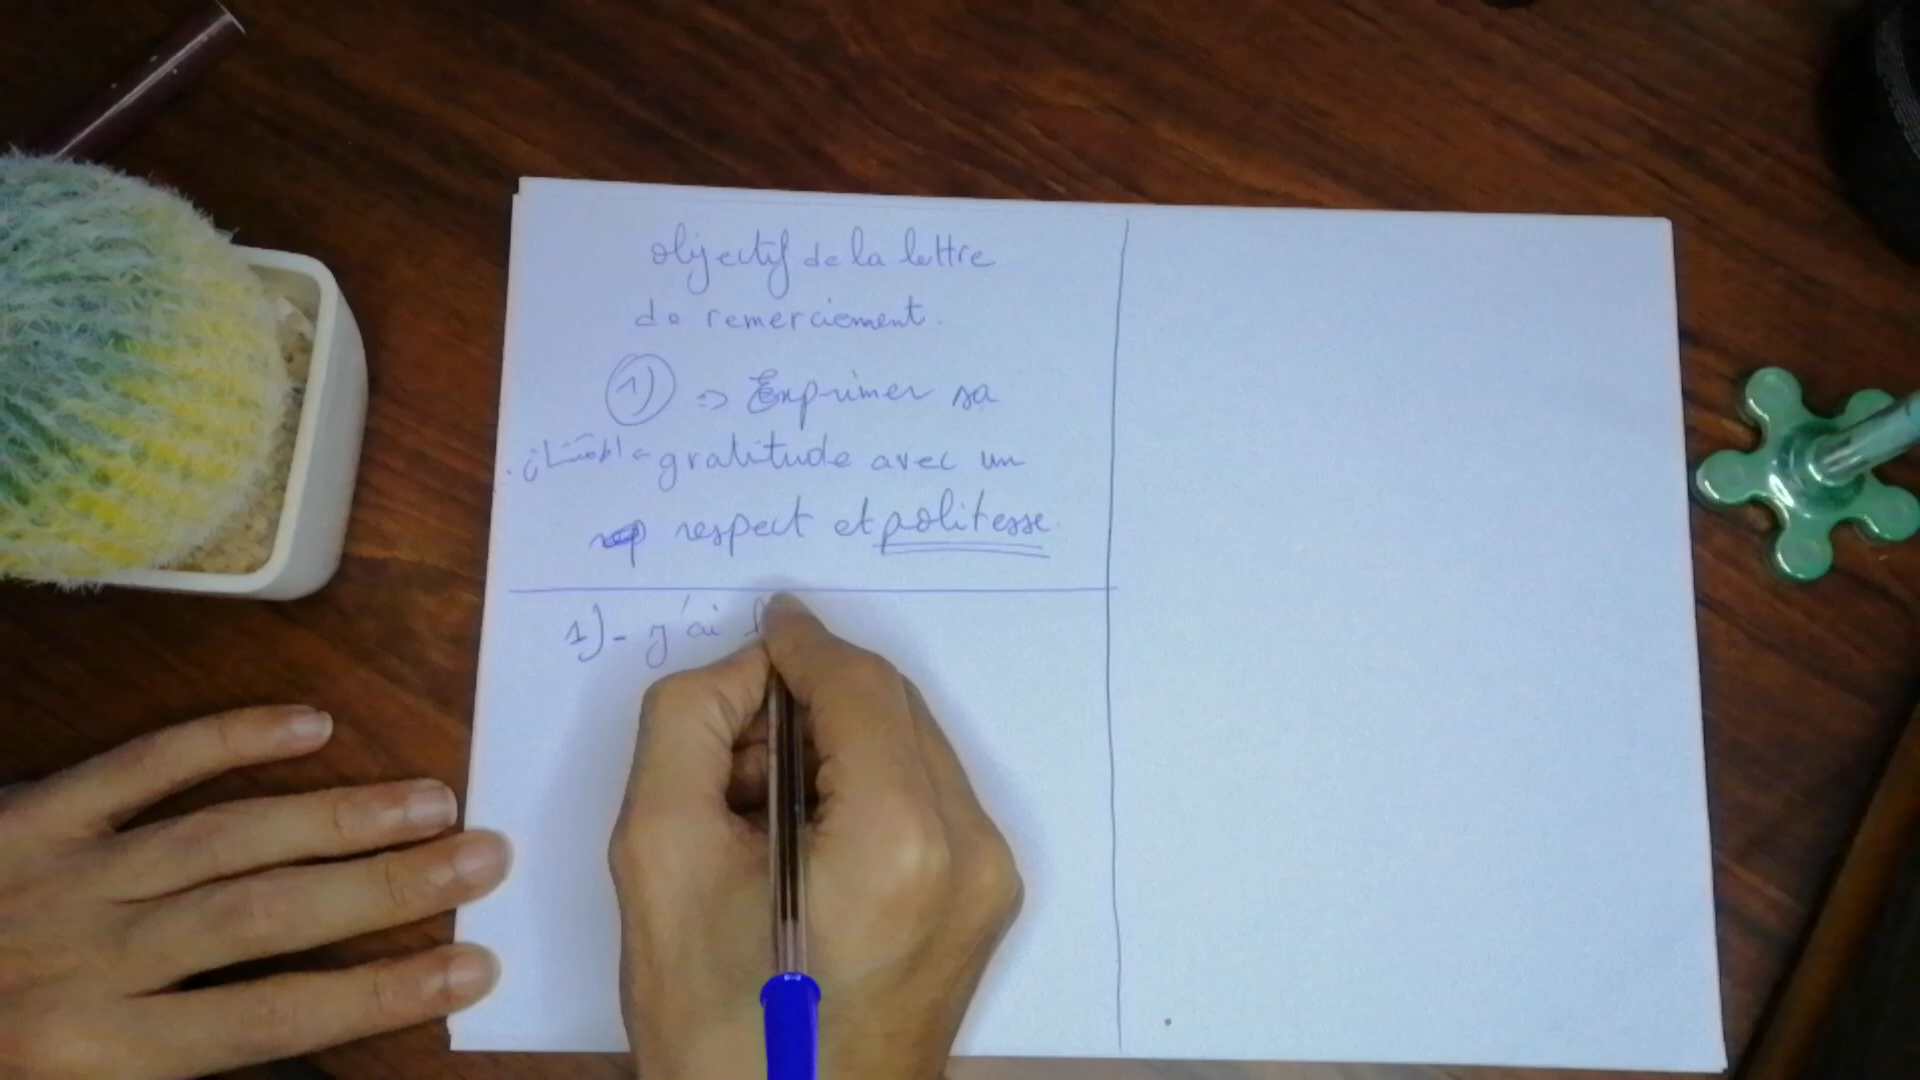 objectif de la lettre
de remerciement.
1) => Exprimer sa
gratitude avec un
respect et politesse
1)- j'ai l